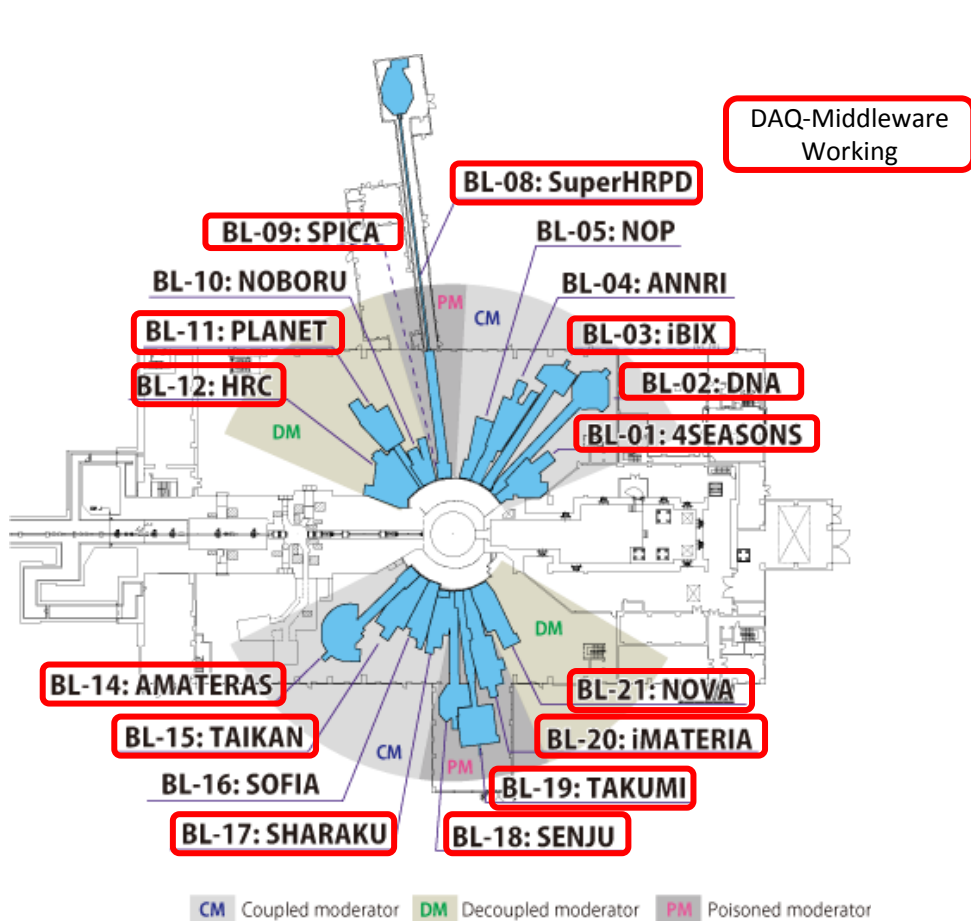 DAQ-Middleware
Working
BL-08: SuperHRPD
BL-09: SPICA
BL-05: NOP
BL-10: NOBORU
BL-04: ANNRI
PM
CM
BL-11: PLANET
BL-03: iBIX
BL-12: HRC
BL-02: DNA
DM
BL-01: 4SEASONS
DM
BL-14: AMATERAS
BL-21: NOVA
BL-15: TAIKAN
CM
PM
BL-20: iMATERIA
BL-16: SOFIA
BL-19: TAKUMI
BL-17: SHARAKU
BL-18: SENJU
CM Coupled moderator DM Decoupled moderator PM Poisoned moderator